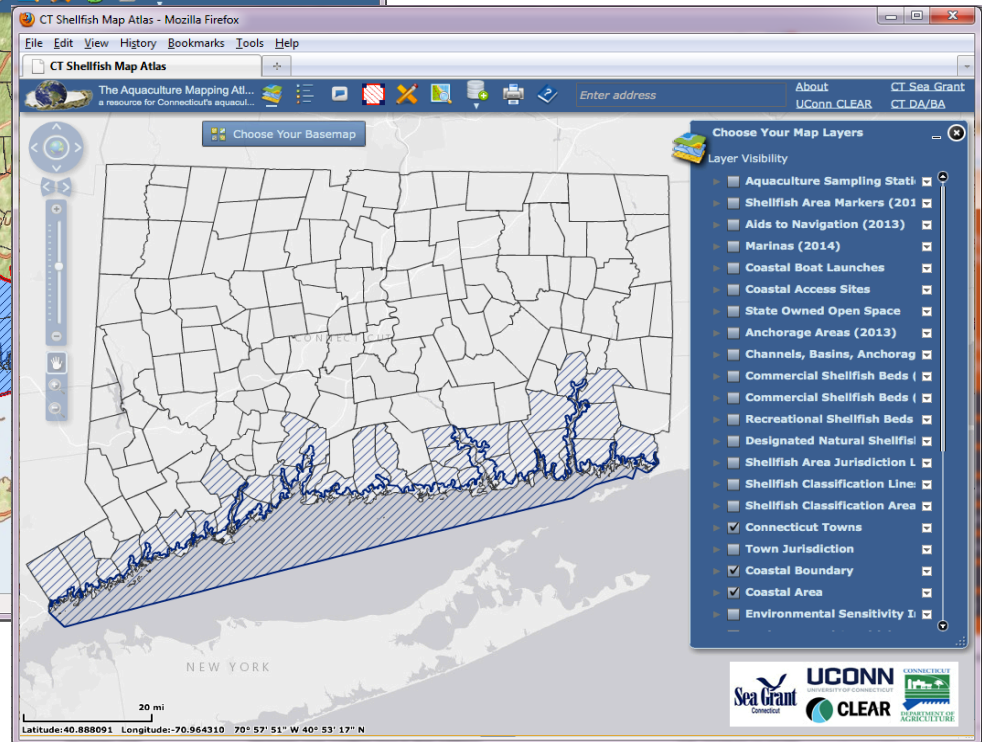 CT Shellfish Map Atlas - Mozilla Firefox
File Edit View History Bookmarks Tools Help
CT Shellfish Map Atlas
The Aquaculture Mapping Atl...
a resource for Connecticut's aquacul...
Enter address
About
CT Sea Grant
UConn CLEAR
CT DA/BA
Choose Your Basemap
Choose Your Map Layers
Layer Visibility
Aquaculture Sampling Stati
Shellfish Area Markers (201
Aids to Navigation (2013)
Marinas (2014)
Coastal Boat Launches
Coastal Access Sites
State Owned Open Space
Anchorage Areas (2013)
Channels, Basins, Anchorag
Commercial Shellfish Beds (
Commercial Shellfish Beds (
Recreational Shellfish Beds
Designated Natural Shellfis
Shellfish Area Jurisdiction L
Shellfish Classification Line
Shellfish Classification Area
Connecticut Towns
Town Jurisdiction
Coastal Boundary
Coastal Area
Environmental Sensitivity I
CONNECTICUT
NEW YORK
20 mi
Latitude:40.888091 Longitude:-70.964310 70° 57' 51" W 40° 53' 17" N
Sea Grant
Connecticut
UCONN
UNIVERSITY OF CONNECTICUT
CLEAR
CONNECTICUT
DEPARTMENT OF
AGRICULTURE